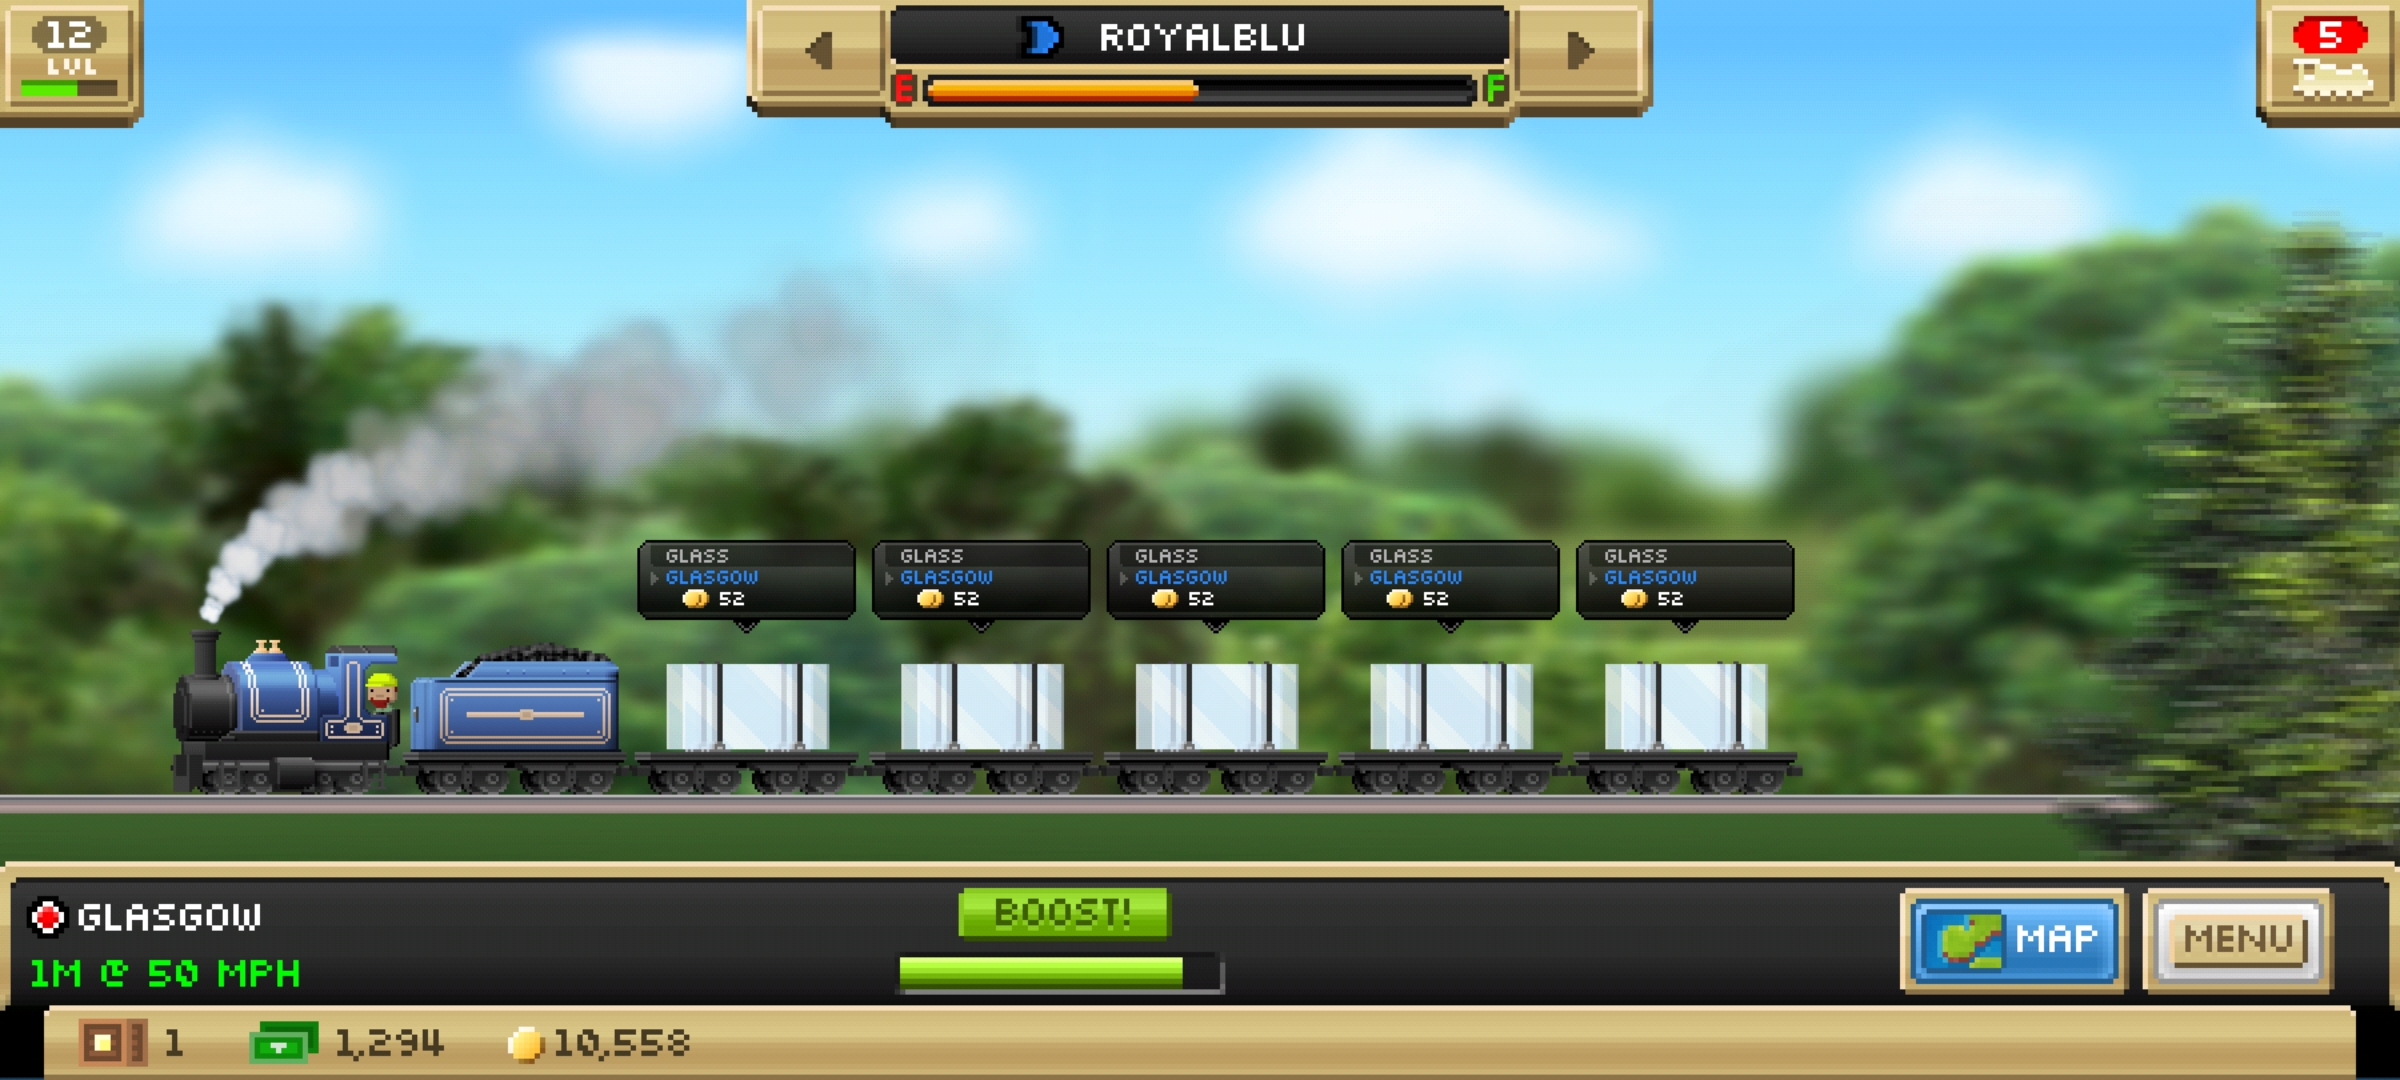 12
LVL
ROYALBLU
E
F
5
GLASS
GLASGOW
52
GLASS
GLASGOW
52
GLASS
GLASGOW
52
GLASS
GLASGOW
52
GLASS
GLASGOW
52
GLASGOW
1M @ 50 MPH
BOOST!
MAP
MENU
1
1,294
10,558